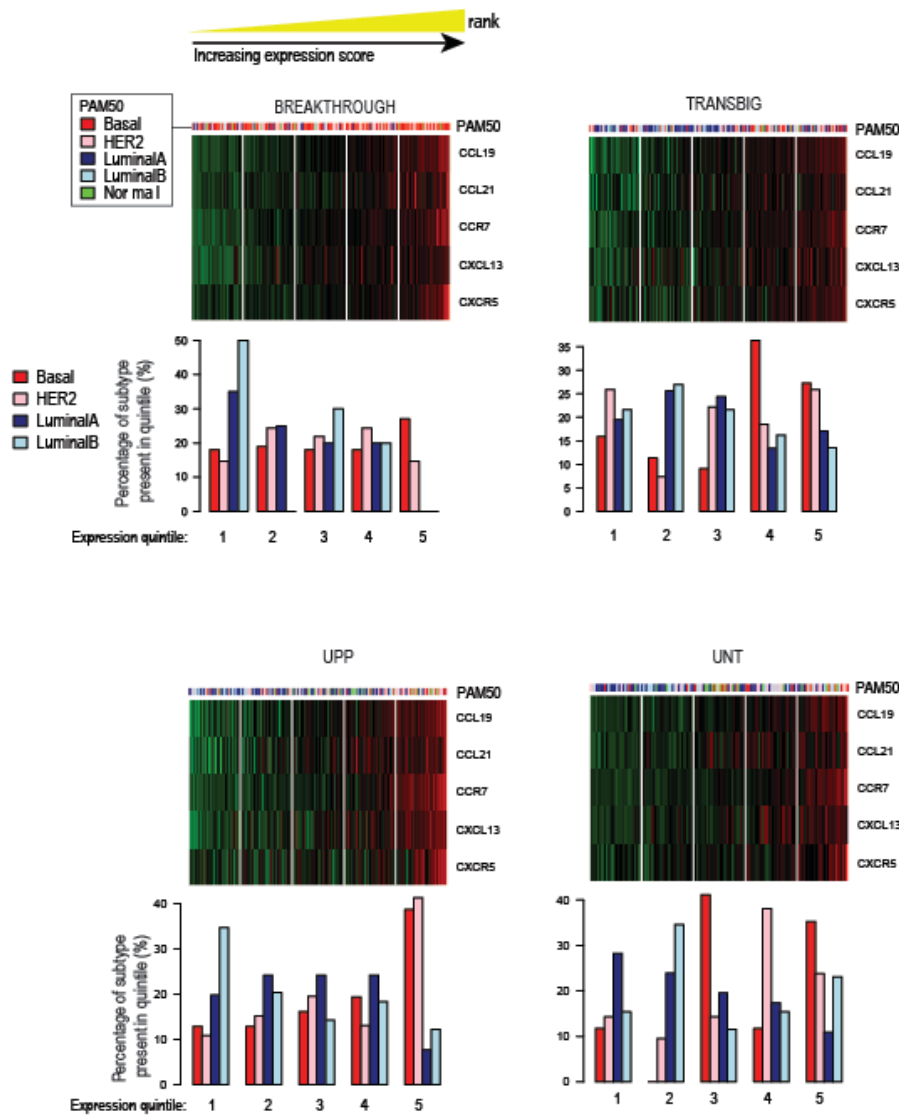 rank
Increasing expression score
PAM50
Basal
HER2
LuminalA
LuminalB
Nor ma l
BREAKTHROUGH
PAM50
CCL19
CCL21
CCR7
CXCL13
CXCR5
TRANSBIG
PAM50
CCL19
CCL21
CCR7
CXCL13
CXCR5
Basal
HER2
LuminalA
LuminalB
Percentage of subtype
present in quintile (%)
50
40
30
20
10
0
Expression quintile: 1 2 3 4 5
35
30
25
20
15
10
5
0
1 2 3 4 5
UPP
PAM50
CCL19
CCL21
CCR7
CXCL13
CXCR5
UNT
PAM50
CCL19
CCL21
CCR7
CXCL13
CXCR5
Percentage of subtype
present in quintile (%)
40
30
20
10
0
Expression quintile: 1 2 3 4 5
40
30
20
10
0
1 2 3 4 5